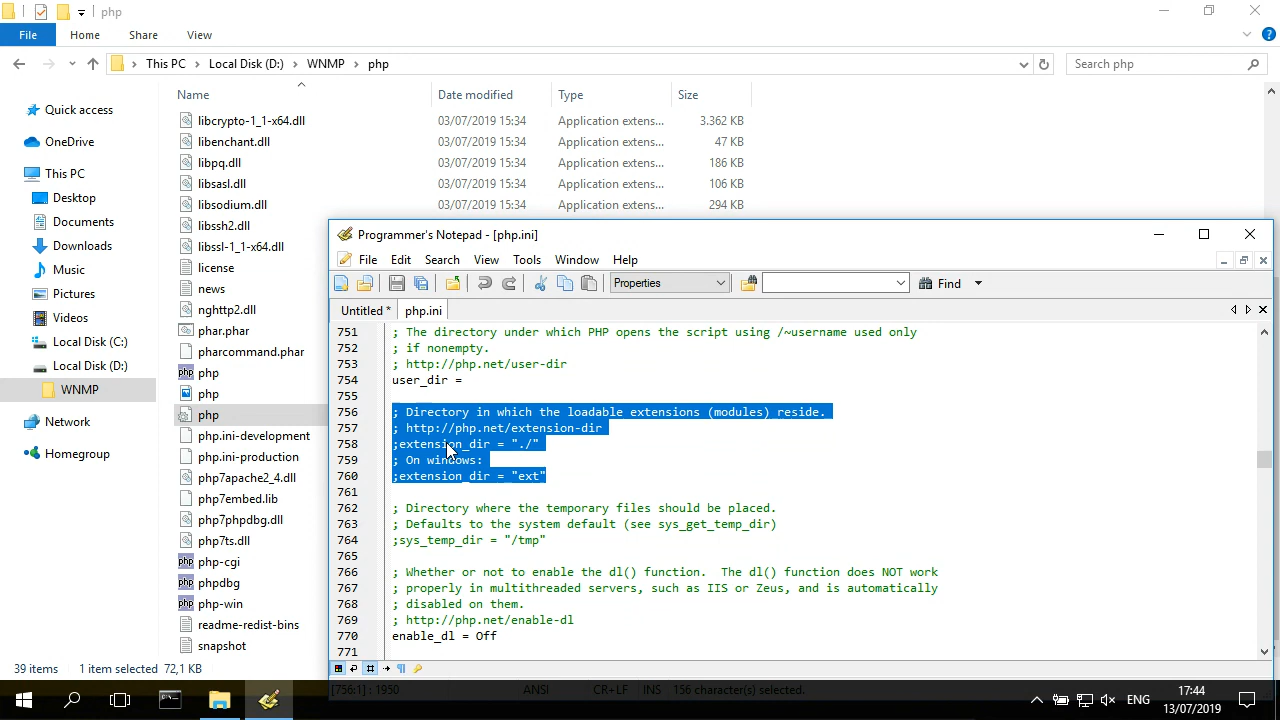 php
File Home Share View
This PC Local Disk (D:) WNMP php Search php
Name Date modified Type Size
Quick access
OneDrive
This PC
Desktop
Documents
Downloads
Music
Pictures
Videos
Local Disk (C:)
Local Disk (D:)
WNMP
Network
Homegroup
libcrypto-1_1-x64.dll 03/07/2019 15:34 Application extens... 3.362 KB
libenchant.dll 03/07/2019 15:34 Application extens... 47 KB
libpq.dll 03/07/2019 15:34 Application extens... 186 KB
libsasl.dll 03/07/2019 15:34 Application extens... 106 KB
libsodium.dll 03/07/2019 15:34 Application extens... 294 KB
libssh2.dll
libssl-1_1-x64.dll
license
news
nghttp2.dll
phar.phar
pharcommand.phar
php php
php
php
php.ini-development
php.ini-production
php7apache2_4.dll
php7embed.lib
php7phpdbg.dll
php7ts.dll
php php-cgi
php phpdbg
php php-win
readme-redist-bins
snapshot
39 items 1 item selected 72,1 KB
Programmer's Notepad - [php.ini]
File Edit Search View Tools Window Help
Properties Find
Untitled * php.ini
751 ; The directory under which PHP opens the script using /~username used only
752 ; if nonempty.
753 ; http://php.net/user-dir
754 user_dir =
755
756 ; Directory in which the loadable extensions (modules) reside.
757 ; http://php.net/extension-dir
758 ;extension_dir = "./"
759 ; On windows:
760 ;extension_dir = "ext"
761
762 ; Directory where the temporary files should be placed.
763 ; Defaults to the system default (see sys_get_temp_dir)
764 ;sys_temp_dir = "/tmp"
765
766 ; Whether or not to enable the dl() function.  The dl() function does NOT work
767 ; properly in multithreaded servers, such as IIS or Zeus, and is automatically
768 ; disabled on them.
769 ; http://php.net/enable-dl
770 enable_dl = Off
771
[756:1] : 1950 ANSI CR+LF INS 156 character(s) selected.
ENG
17:44
13/07/2019